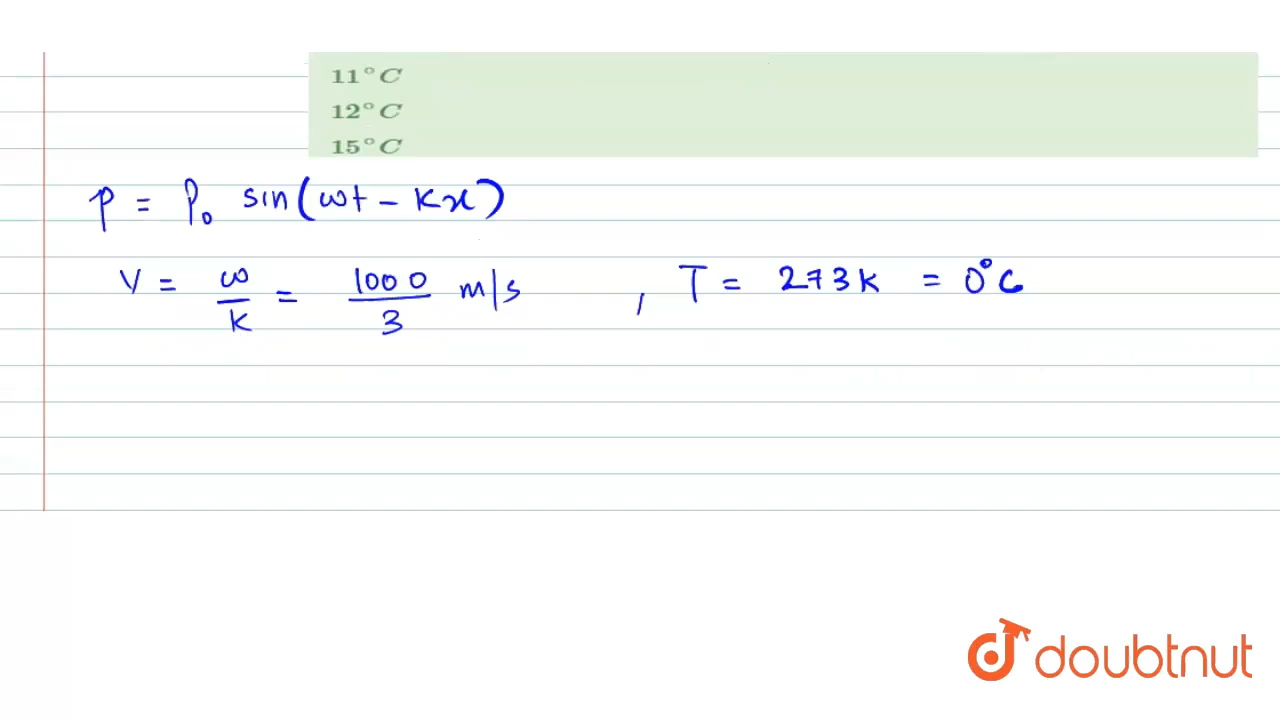 11°C
12°C
15°C
p = P₀ sin(ωt - kx)
V = ω/k = 1000/3 m/s , T = 273k = 0°C
doubtnut